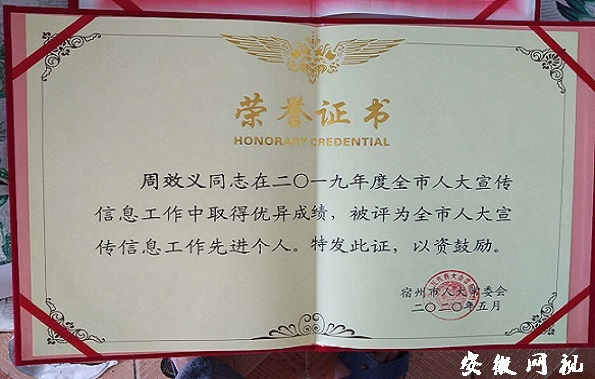 荣誉证书
HONORARY CREDENTIAL
周效义同志在二〇一九年度全市人大宣传
信息工作中取得优异成绩，被评为全市人大宣
传信息工作先进个人。特发此证，以资鼓励。
宿州市人大常委会
二〇二〇年五月
安徽网视